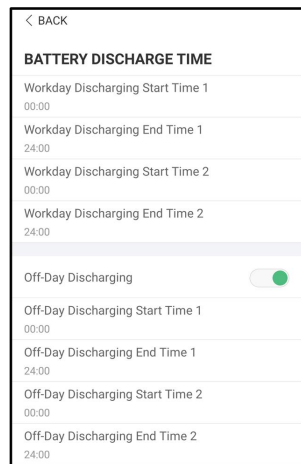 < BACK
BATTERY DISCHARGE TIME
Workday Discharging Start Time 1
00:00
Workday Discharging End Time 1
24:00
Workday Discharging Start Time 2
00:00
Workday Discharging End Time 2
24:00
Off-Day Discharging
Off-Day Discharging Start Time 1
00:00
Off-Day Discharging End Time 1
24:00
Off-Day Discharging Start Time 2
00:00
Off-Day Discharging End Time 2
24:00